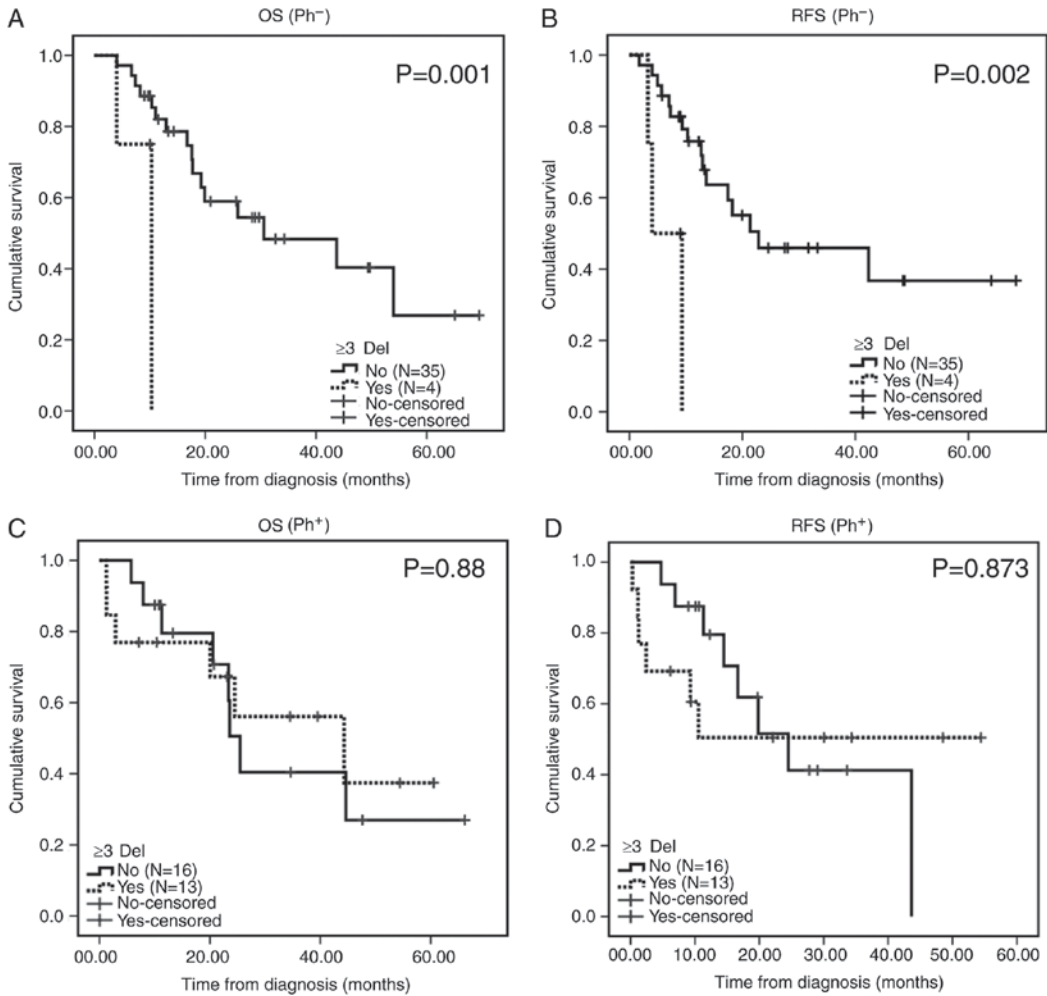 A
OS (Ph⁻)
P=0.001
Cumulative survival
1.0
0.8
0.6
0.4
0.2
0.0
≥3 Del
No (N=35)
Yes (N=4)
No-censored
Yes-censored
00.00 20.00 40.00 60.00
Time from diagnosis (months)
B
RFS (Ph⁻)
P=0.002
Cumulative survival
1.0
0.8
0.6
0.4
0.2
0.0
≥3 Del
No (N=35)
Yes (N=4)
No-censored
Yes-censored
00.00 20.00 40.00 60.00
Time from diagnosis (months)
C
OS (Ph⁺)
P=0.88
Cumulative survival
1.0
0.8
0.6
0.4
0.2
0.0
≥3 Del
No (N=16)
Yes (N=13)
No-censored
Yes-censored
00.00 20.00 40.00 60.00
Time from diagnosis (months)
D
RFS (Ph⁺)
P=0.873
Cumulative survival
1.0
0.8
0.6
0.4
0.2
0.0
≥3 Del
No (N=16)
Yes (N=13)
No-censored
Yes-censored
00.00 10.00 20.00 30.00 40.00 50.00 60.00
Time from diagnosis (months)